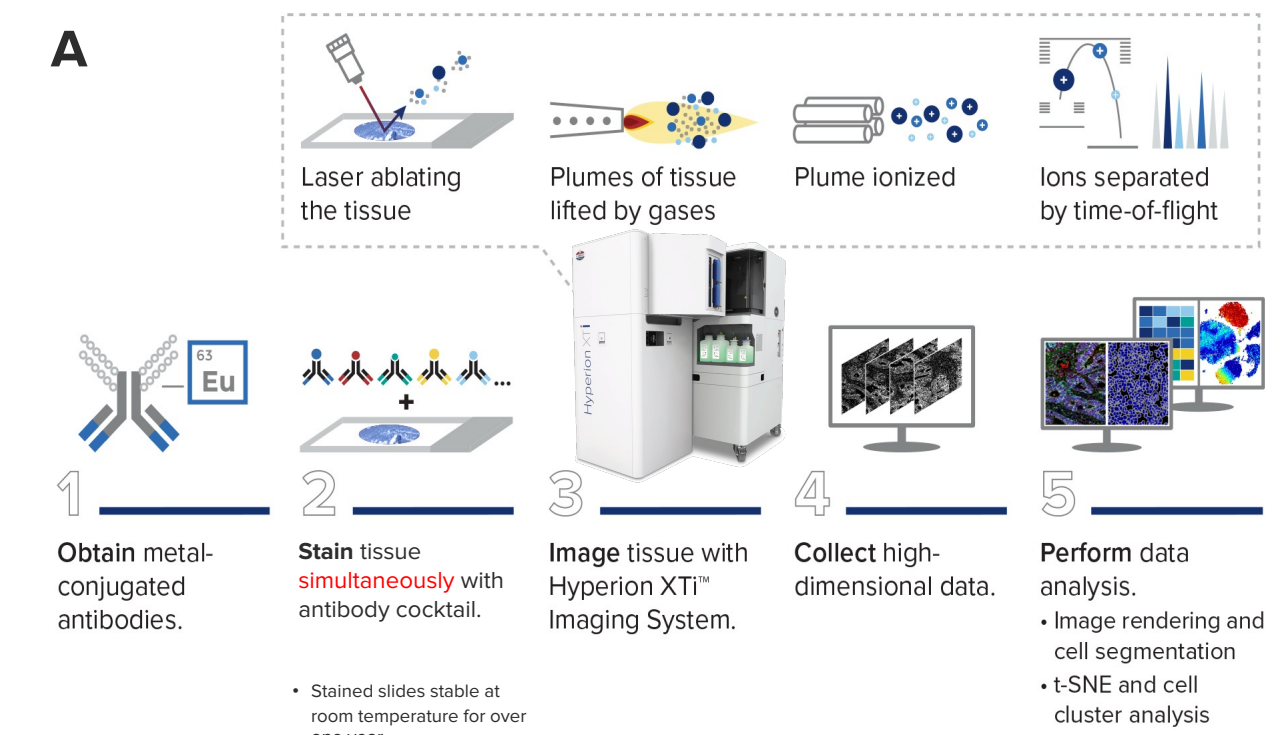 A
Laser ablating
the tissue
Plumes of tissue
lifted by gases
Plume ionized
Ions separated
by time-of-flight
63
Eu
+
...
Hyperion XTi
1
2
3
4
5
Obtain metal-
conjugated
antibodies.
Stain tissue
simultaneously with
antibody cocktail.
• Stained slides stable at
room temperature for over
one year
Image tissue with
Hyperion XTi™
Imaging System.
Collect high-
dimensional data.
Perform data
analysis.
• Image rendering and
cell segmentation
• t-SNE and cell
cluster analysis